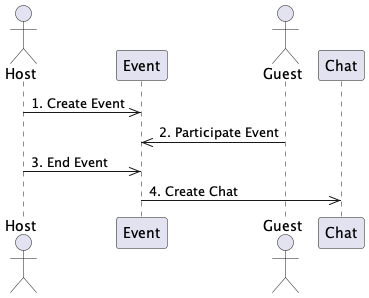 Host
Event
Guest
Chat
1. Create Event
2. Participate Event
3. End Event
4. Create Chat
Host
Event
Guest
Chat